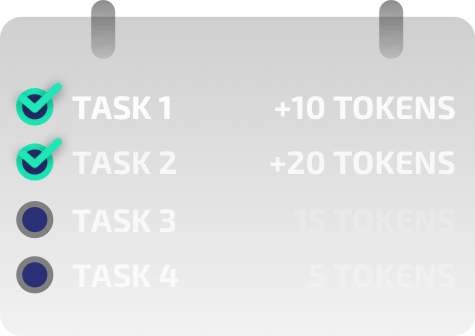 TASK 1 +10 TOKENS
TASK 2 +20 TOKENS
TASK 3 15 TOKENS
TASK 4 5 TOKENS